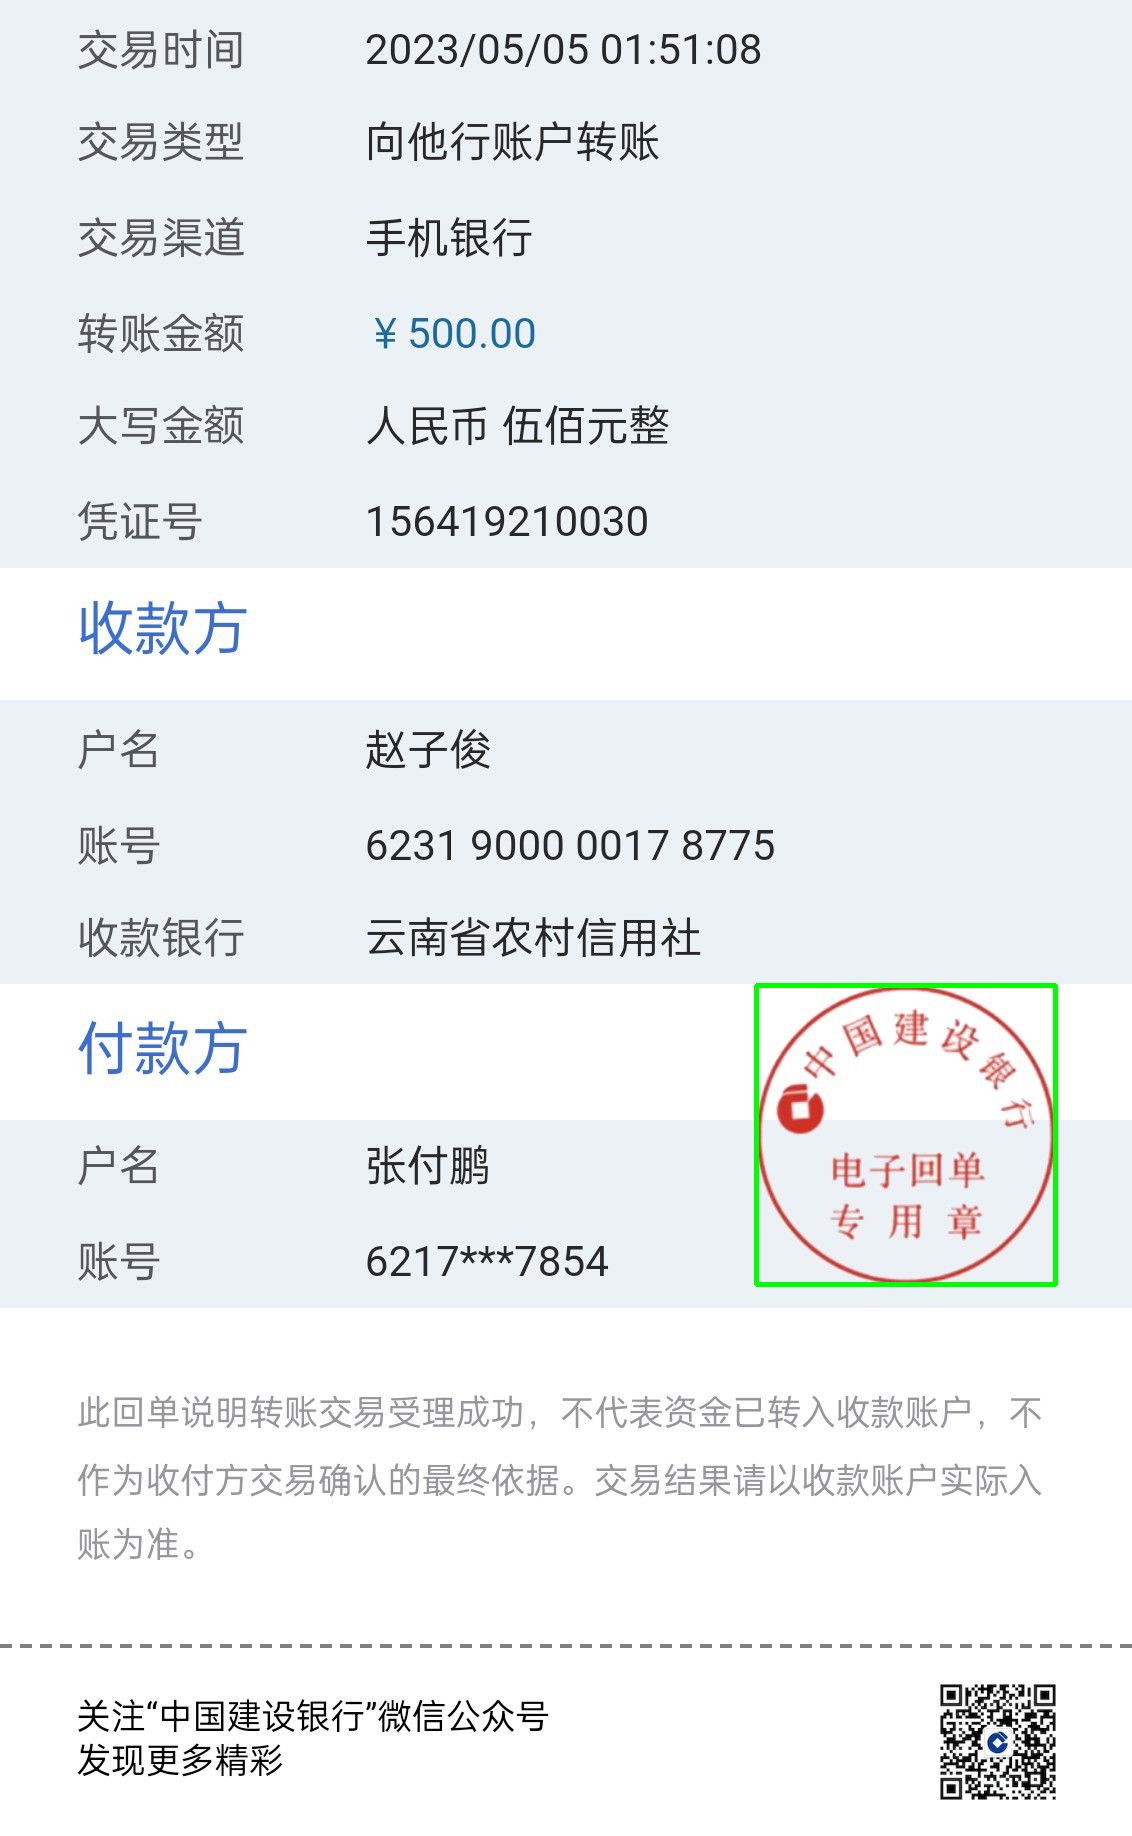 交易时间 2023/05/05 01:51:08
交易类型 向他行账户转账
交易渠道 手机银行
转账金额 ¥ 500.00
大写金额 人民币 伍佰元整
凭证号 156419210030
收款方
户名 赵子俊
账号 6231 9000 0017 8775
收款银行 云南省农村信用社
付款方
中国建设银行
电子回单
专用章
户名 张付鹏
账号 6217***7854
此回单说明转账交易受理成功，不代表资金已转入收款账户，不
作为收付方交易确认的最终依据。交易结果请以收款账户实际入
账为准。
关注“中国建设银行”微信公众号
发现更多精彩